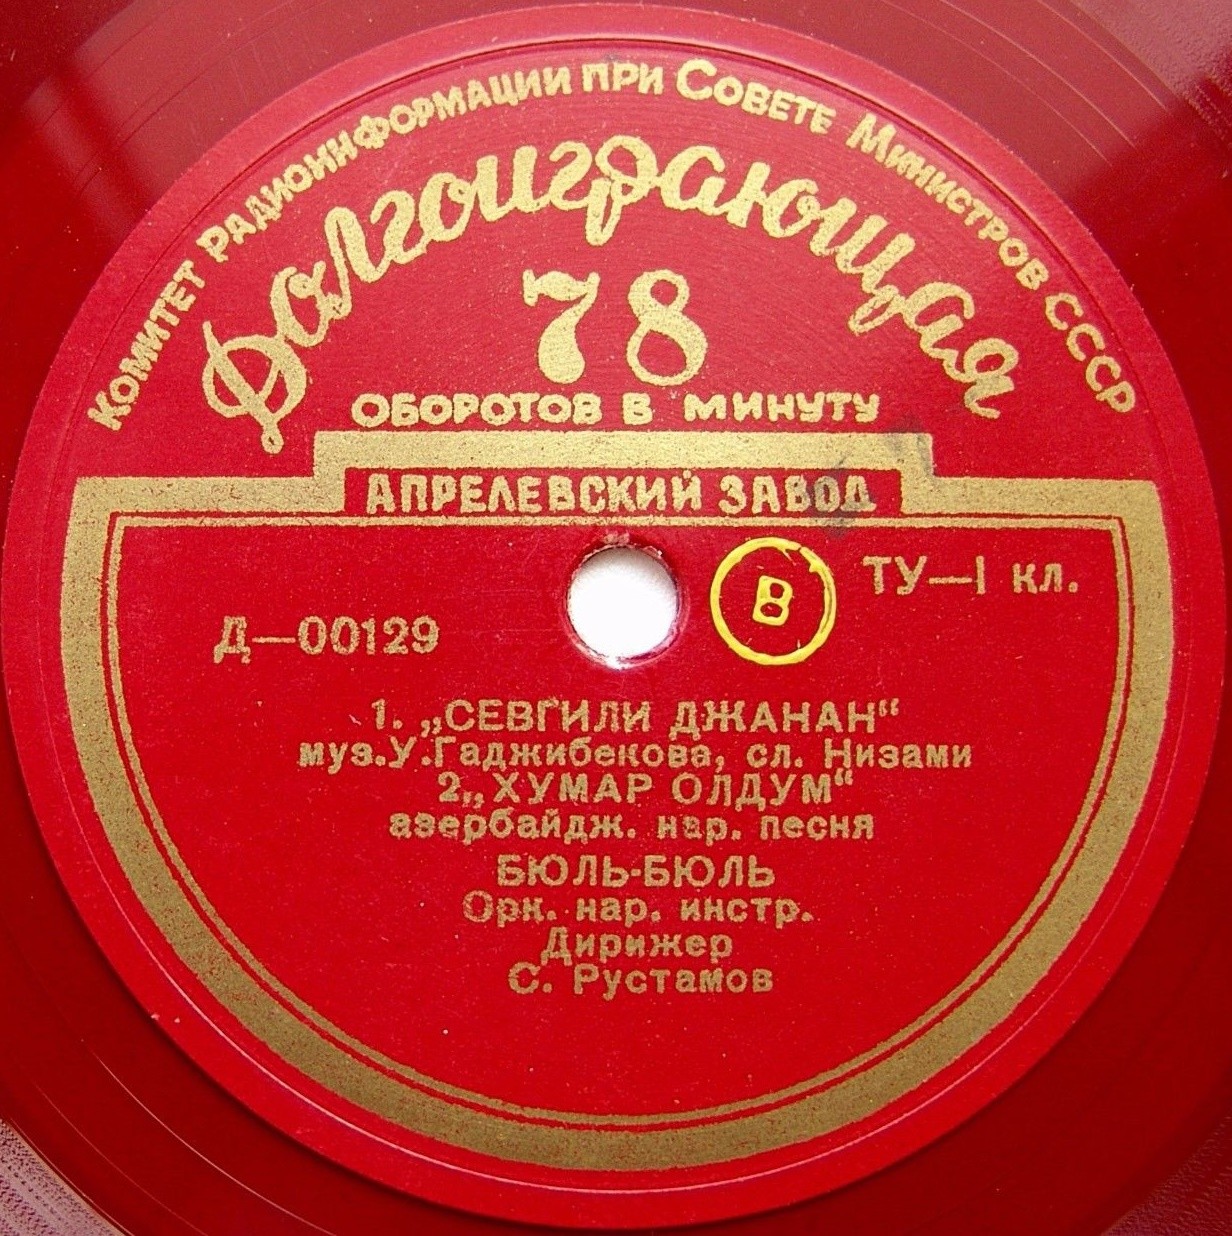 Комитет Радиоинформации при Совете Министров СССР
Долгоиграющая
78
ОБОРОТОВ В МИНУТУ
АПРЕЛЕВСКИЙ ЗАВОД
В
ТУ—I кл.
Д—00129
1. „СЕВГИЛИ ДЖАНАН“
муз.У.Гаджибекова, сл. Низами
2„ХУМАР ОЛДУМ“
азербайдж. нар. песня
БЮЛЬ-БЮЛЬ
Орк. нар. инстр.
Дирижер
С. Рустамов